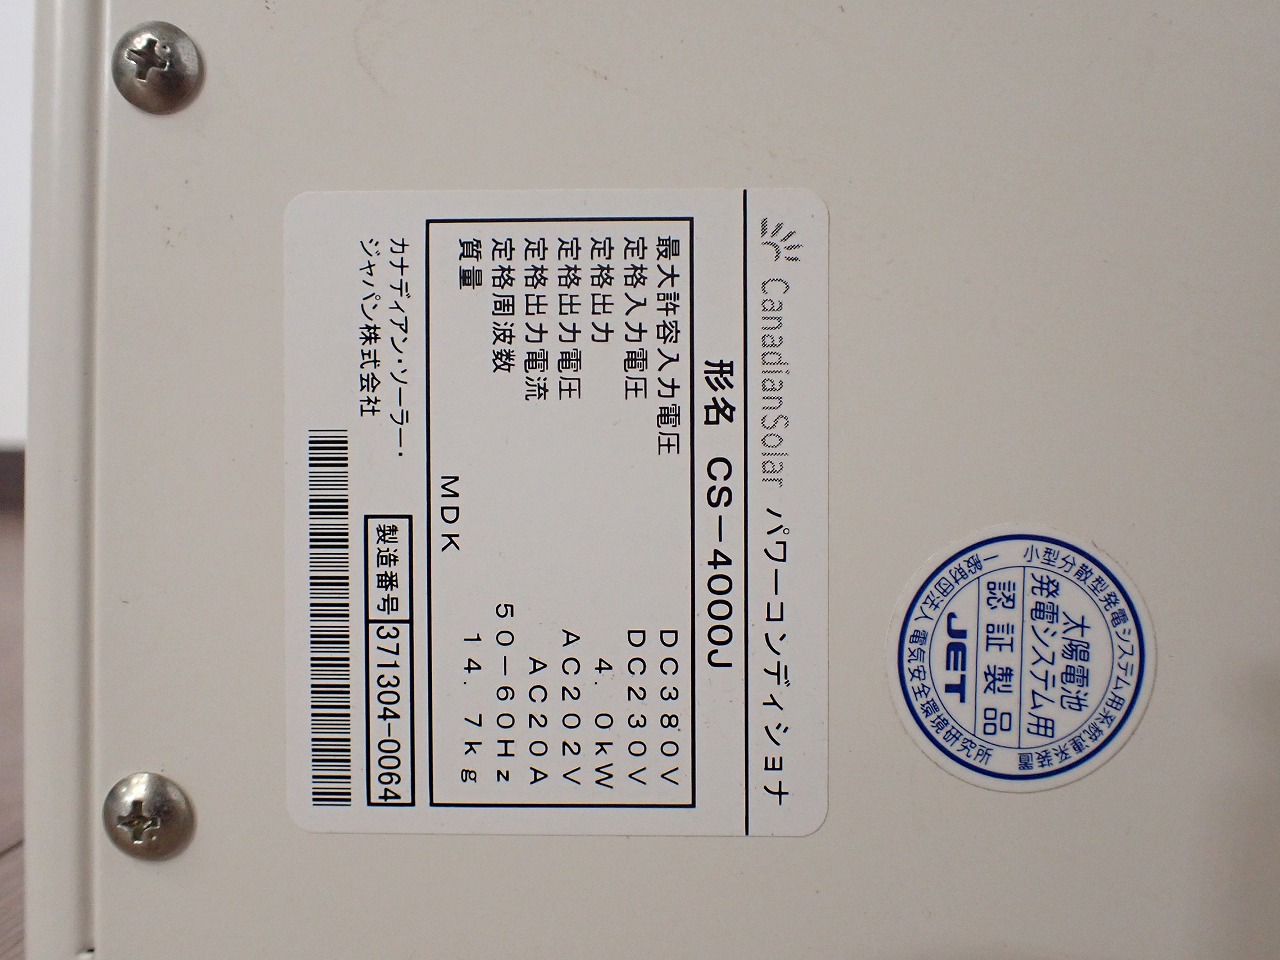 CanadianSolar パワーコンディショナ
形名 CS-4000J
最大許容入力電圧 DC380V
定格入力電圧 DC230V
定格出力 4.0kW
定格出力電圧 AC202V
定格出力電流 AC20A
定格周波数 50-60Hz
質量 14.7kg
MDK
カナディアン・ソーラー・
ジャパン株式会社
製造番号 371304-0064
小型分散型発電システム用系統連系装置
太陽電池
発電システム用
認証製品
JET
一般財団法人 電気安全環境研究所